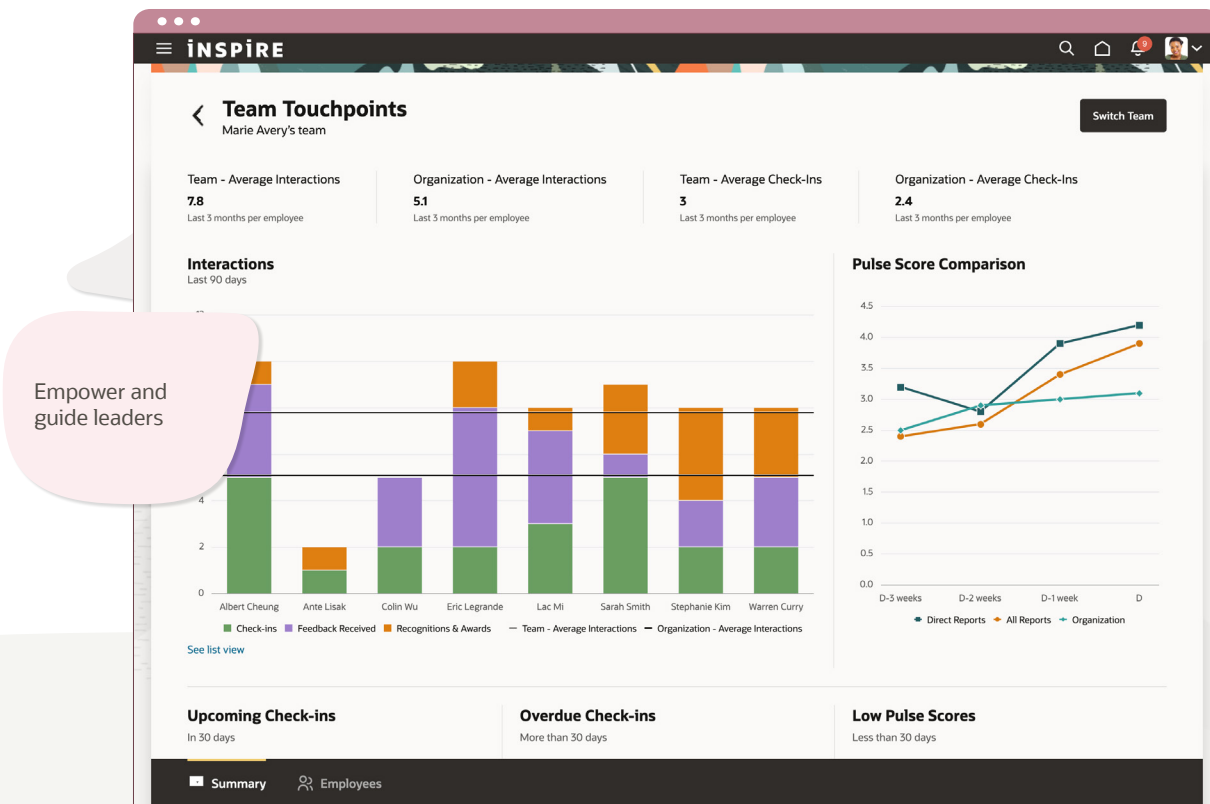 iNSPiRE
9
Team Touchpoints
Marie Avery's team
Switch Team
Team - Average Interactions
7.8
Last 3 months per employee
Organization - Average Interactions
5.1
Last 3 months per employee
Team - Average Check-Ins
3
Last 3 months per employee
Organization - Average Check-Ins
2.4
Last 3 months per employee
Interactions
Last 90 days
4
2
0
Albert Cheung
Ante Lisak
Colin Wu
Eric Legrande
Lac Mi
Sarah Smith
Stephanie Kim
Warren Curry
Check-ins
Feedback Received
Recognitions & Awards
Team - Average Interactions
Organization - Average Interactions
See list view
Empower and
guide leaders
Pulse Score Comparison
4.5
4.0
3.5
3.0
2.5
2.0
1.5
1.0
0.5
0.0
D-3 weeks
D-2 weeks
D-1 week
D
Direct Reports
All Reports
Organization
Upcoming Check-ins
In 30 days
Overdue Check-ins
More than 30 days
Low Pulse Scores
Less than 30 days
Summary
Employees